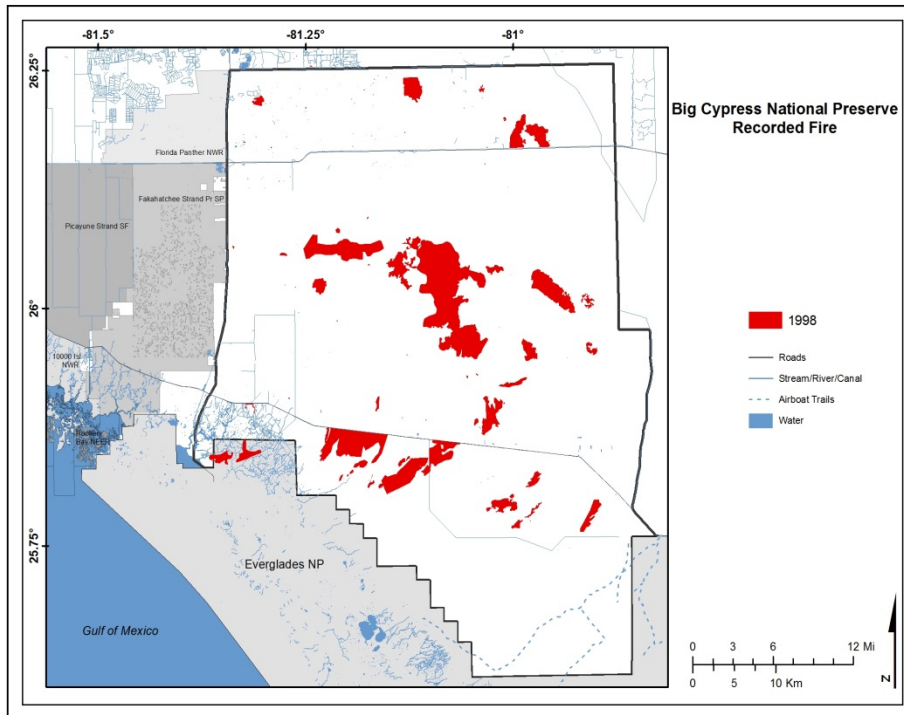 -81.5
-81.25
-81°
26.25°
26°
25.75°
Big Cypress National Preserve
Recorded Fire
Florida Panther NWR
Fakahatchee Strand Pr SP
Picayune Strand SF
10000 Isl
NWR
Rookery
Bay NERR
Everglades NP
Gulf of Mexico
1998
Roads
Stream/River/Canal
Airboat Trails
Water
0 3 6 12 Mi
0 5 10 Km
N